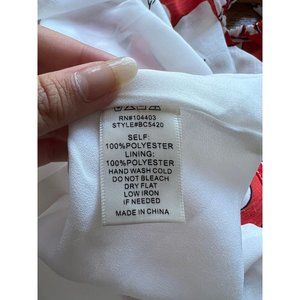 RN#104403
STYLE#BC5420
SELF:
100%POLYESTER
LINING:
100%POLYESTER
HAND WASH COLD
DO NOT BLEACH
DRY FLAT
LOW IRON
IF NEEDED
MADE IN CHINA